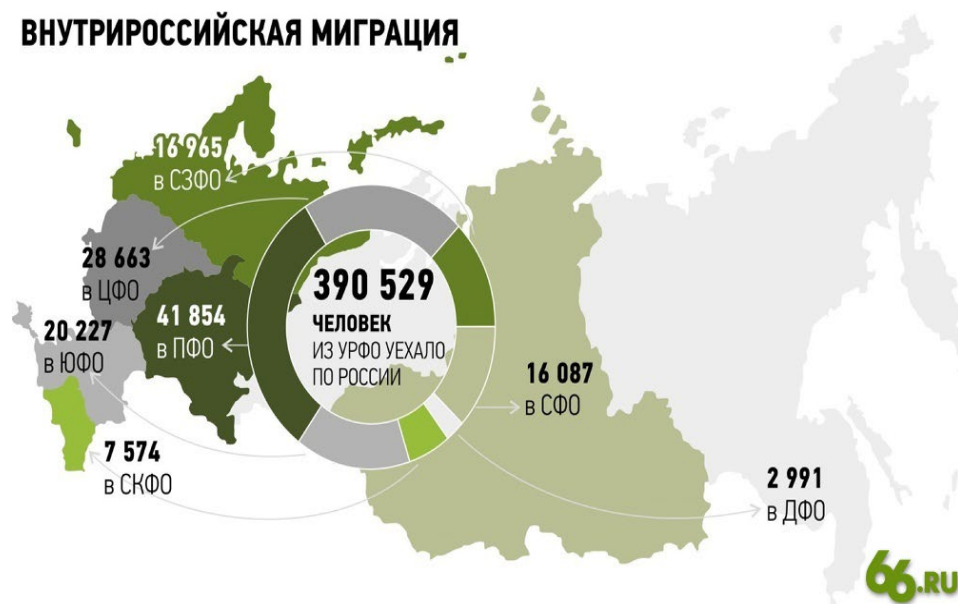 ВНУТРИРОССИЙСКАЯ МИГРАЦИЯ
16 965
в СЗФО
28 663
в ЦФО
41 854
в ПФО
20 227
в ЮФО
7 574
в СКФО
390 529
ЧЕЛОВЕК
ИЗ УРФО УЕХАЛО
ПО РОССИИ
16 087
в СФО
2 991
в ДФО
66.RU